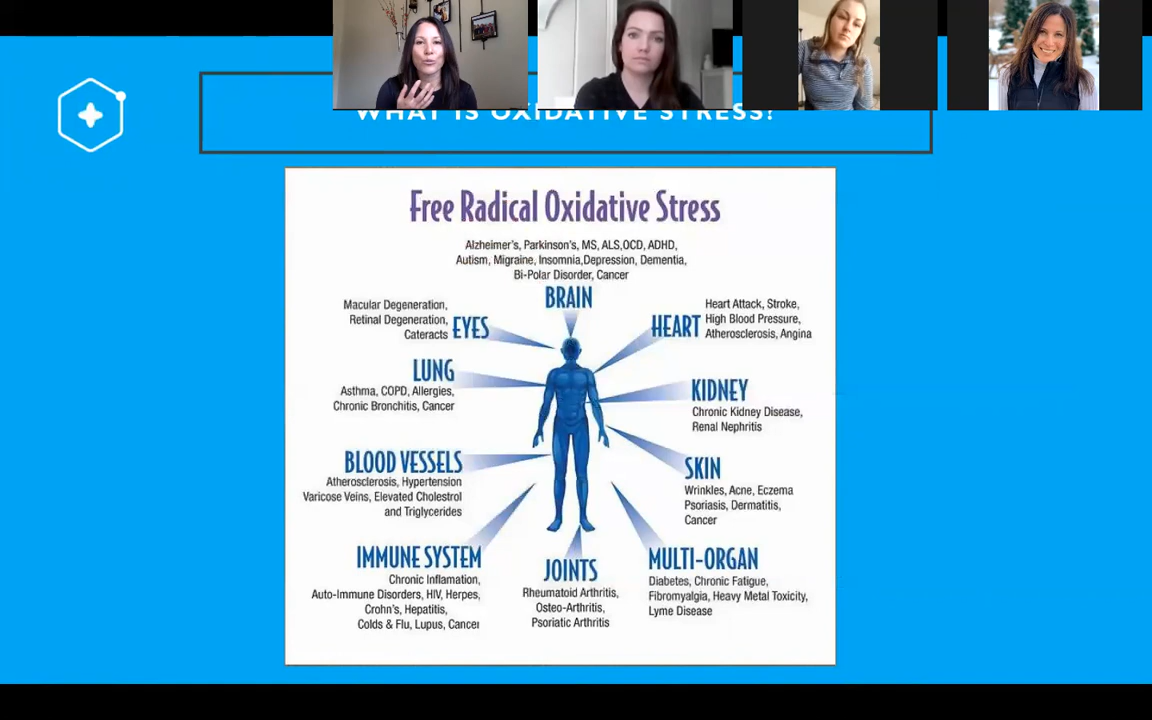 WHAT IS OXIDATIVE STRESS?
Free Radical Oxidative Stress
Alzheimer's, Parkinson's, MS, ALS,OCD, ADHD,
Autism, Migraine, Insomnia,Depression, Dementia,
Bi-Polar Disorder, Cancer
BRAIN
Macular Degeneration,
Retinal Degeneration,
Cataracts
EYES
HEART
Heart Attack, Stroke,
High Blood Pressure,
Atherosclerosis, Angina
LUNG
Asthma, COPD, Allergies,
Chronic Bronchitis, Cancer
KIDNEY
Chronic Kidney Disease,
Renal Nephritis
BLOOD VESSELS
Atherosclerosis, Hypertension
Varicose Veins, Elevated Cholestrol
and Triglycerides
SKIN
Wrinkles, Acne, Eczema
Psoriasis, Dermatitis,
Cancer
IMMUNE SYSTEM
Chronic Inflamation,
Auto-Immune Disorders, HIV, Herpes,
Crohn's, Hepatitis,
Colds & Flu, Lupus, Cancer
JOINTS
Rheumatoid Arthritis,
Osteo-Arthritis,
Psoriatic Arthritis
MULTI-ORGAN
Diabetes, Chronic Fatigue,
Fibromyalgia, Heavy Metal Toxicity,
Lyme Disease